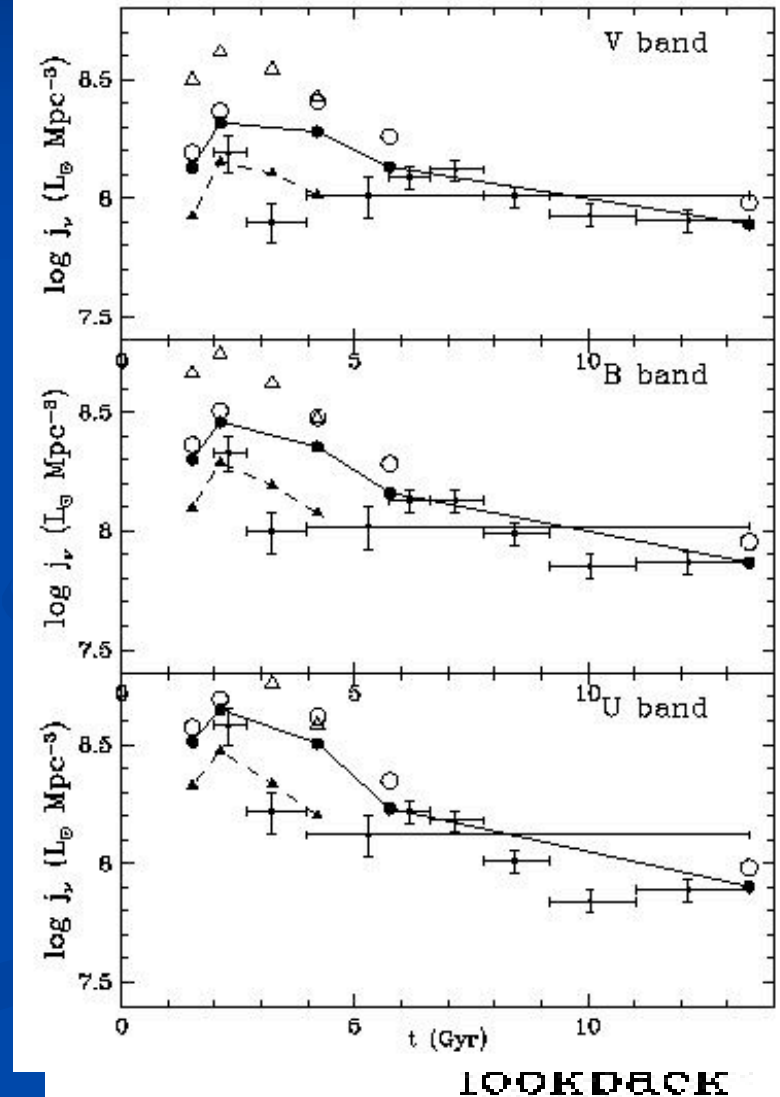 V band
8.5
8
7.5
log j_ν (L_⊙ Mpc⁻³)
0 5 10
B band
8.5
8
7.5
log j_ν (L_⊙ Mpc⁻³)
0 5 10
U band
8.5
8
7.5
log j_ν (L_⊙ Mpc⁻³)
0 5 10
t (Gyr)
lookback